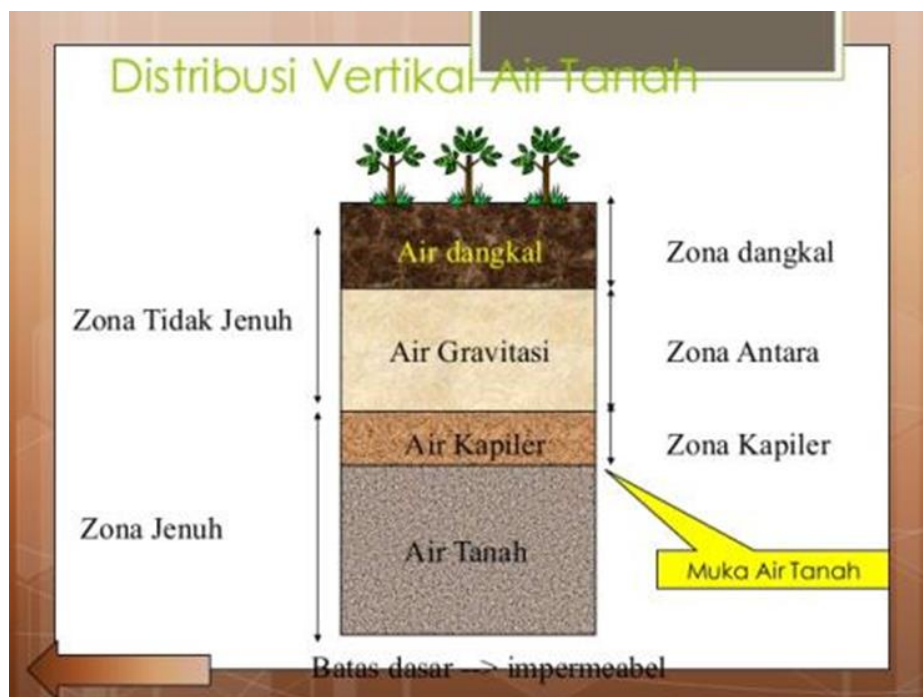 Distribusi Vertikal Air Tanah
Air dangkal
Zona dangkal
Zona Tidak Jenuh
Air Gravitasi
Zona Antara
Air Kapiler
Zona Kapiler
Zona Jenuh
Air Tanah
Muka Air Tanah
Batas dasar --> impermeabel